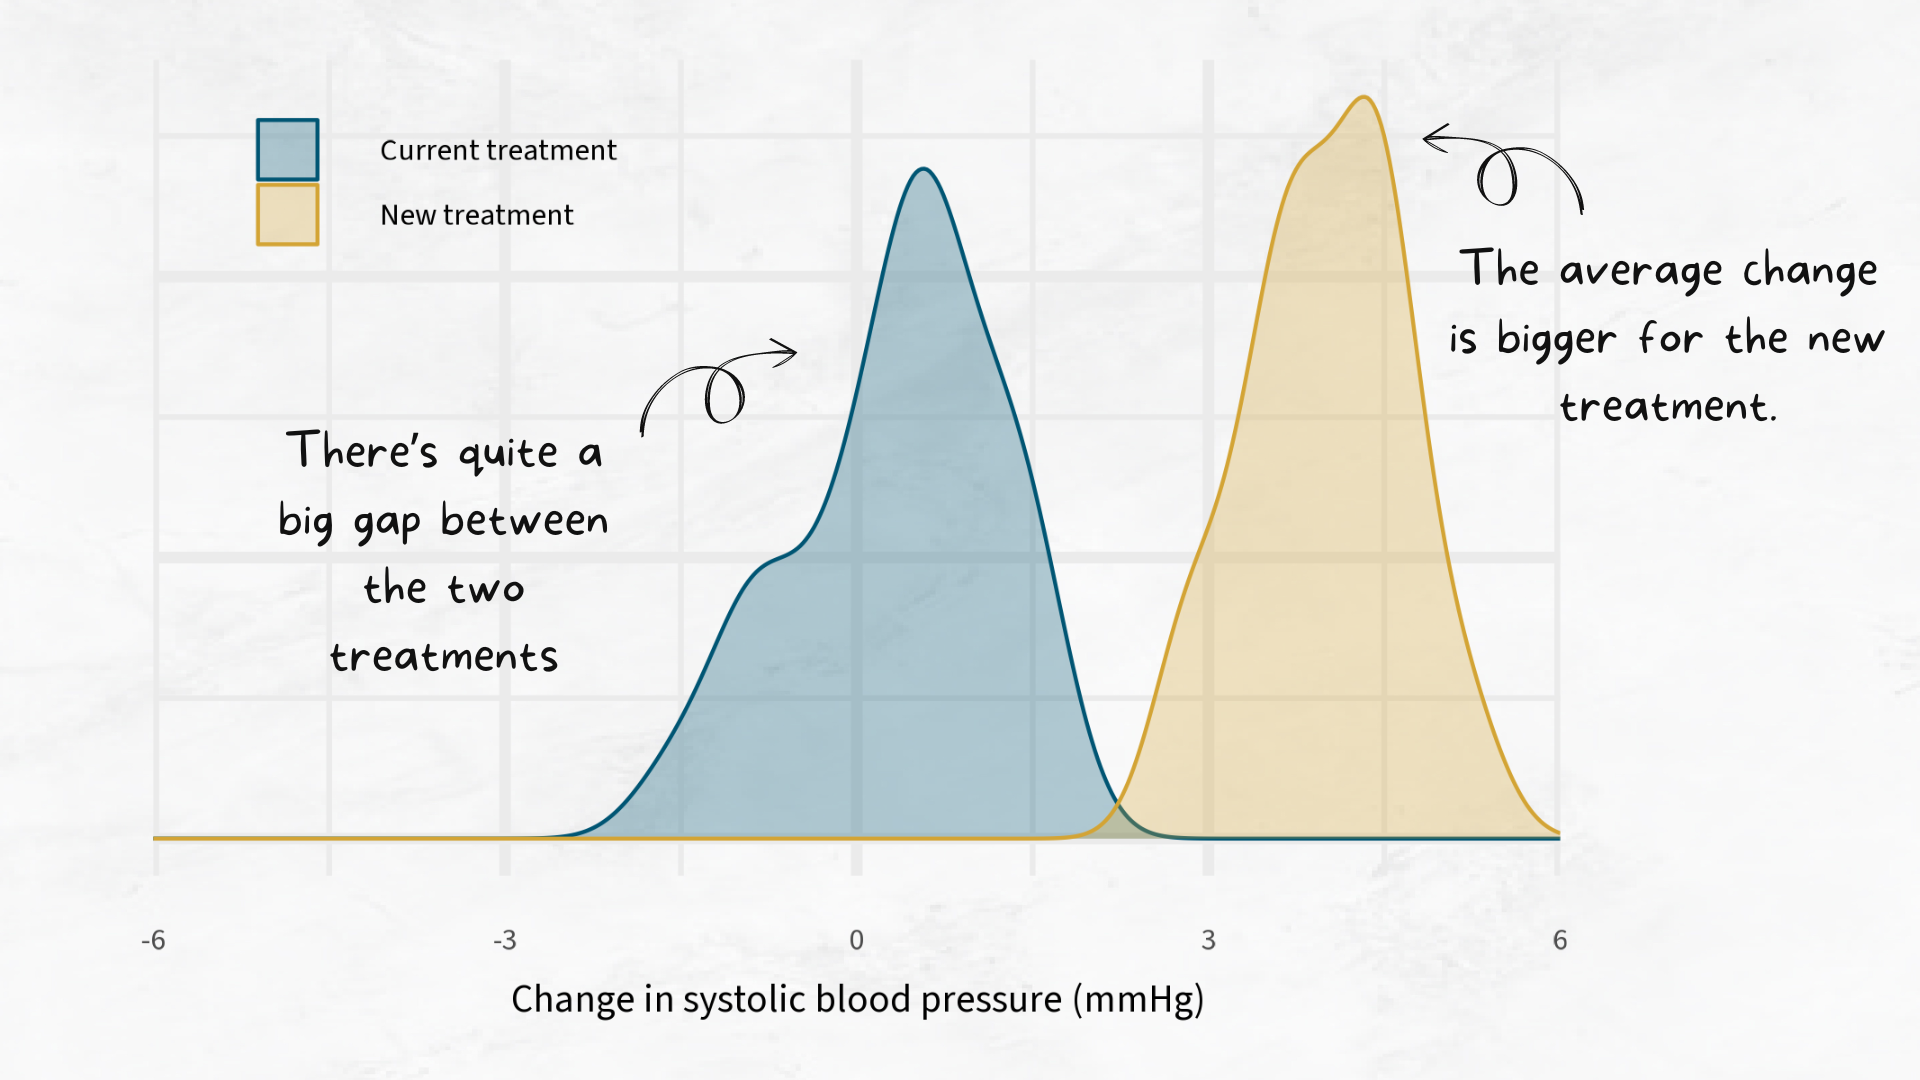 Current treatment
New treatment
The average change
is bigger for the new
treatment.
There's quite a
big gap between
the two
treatments
-6 -3 0 3 6
Change in systolic blood pressure (mmHg)